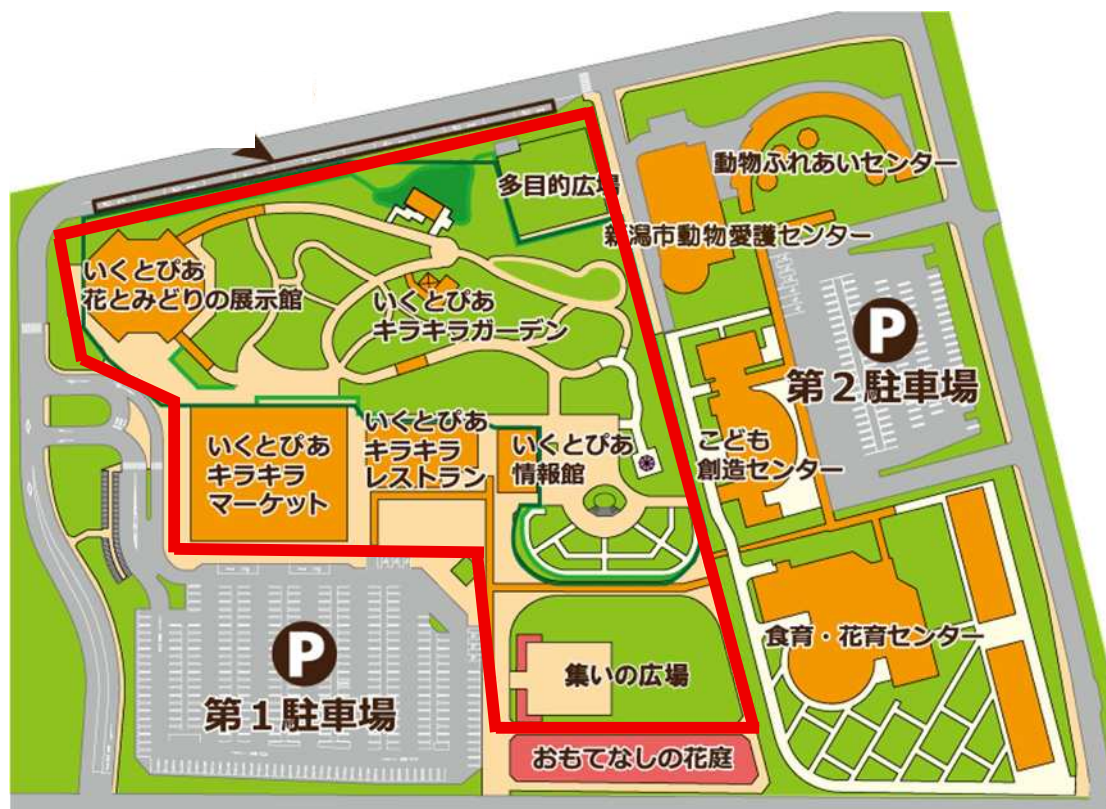 動物ふれあいセンター
多目的広場
新潟市動物愛護センター
いくとぴあ
花とみどりの展示館
いくとぴあ
キラキラガーデン
P
第２駐車場
いくとぴあ
キラキラ
マーケット
いくとぴあ
キラキラ
レストラン
いくとぴあ
情報館
こども
創造センター
食育・花育センター
P
第１駐車場
集いの広場
おもてなしの花庭